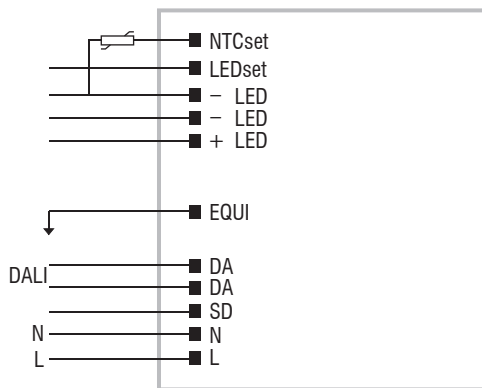 NTCset
LEDset
− LED
− LED
+ LED
EQUI
DALI
DA
DA
SD
N N
L L